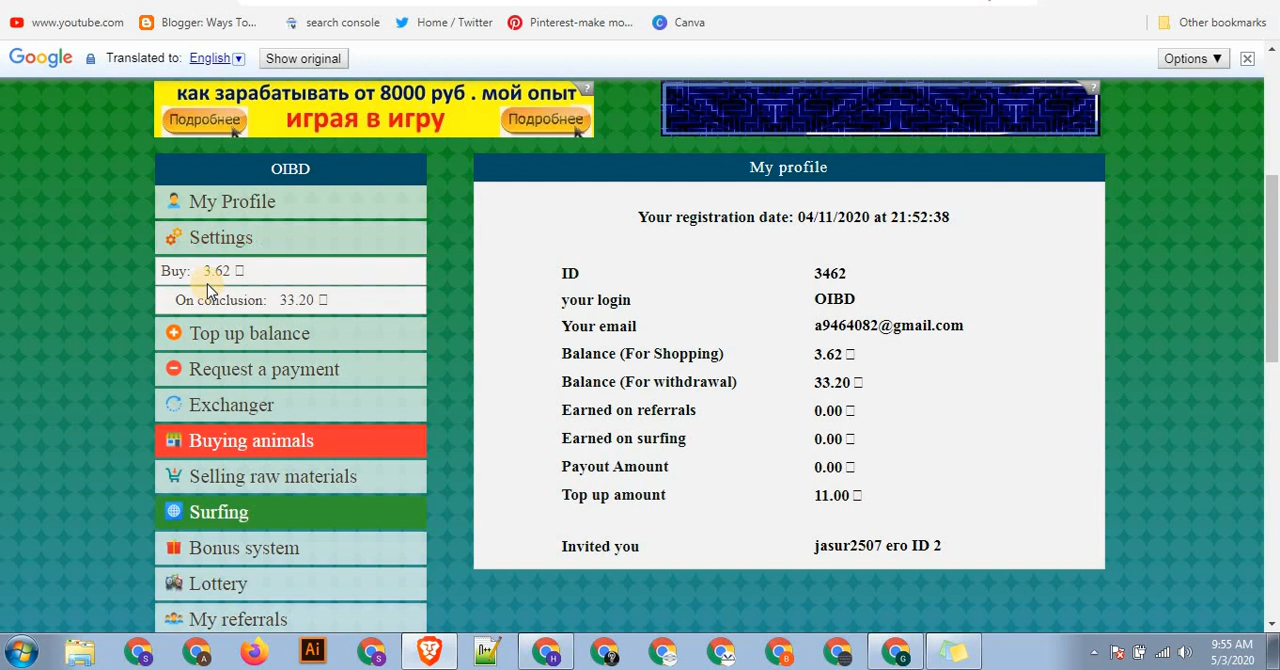 www.youtube.com Blogger: Ways To... search console Home / Twitter Pinterest-make mo... Canva Other bookmarks
Google Translated to: English ▼ Show original Options ▼
как зарабатывать от 8000 руб . мой опыт ?
Подробнее играя в игру Подробнее
?
OIBD
My Profile
Settings
Buy: 3.62
On conclusion: 33.20
Top up balance
Request a payment
Exchanger
Buying animals
Selling raw materials
Surfing
Bonus system
Lottery
My referrals
My profile
Your registration date: 04/11/2020 at 21:52:38
ID 3462
your login OIBD
Your email a9464082@gmail.com
Balance (For Shopping) 3.62
Balance (For withdrawal) 33.20
Earned on referrals 0.00
Earned on surfing 0.00
Payout Amount 0.00
Top up amount 11.00
Invited you jasur2507 его ID 2
S A Ai S H ? B G
9:55 AM
5/3/2020